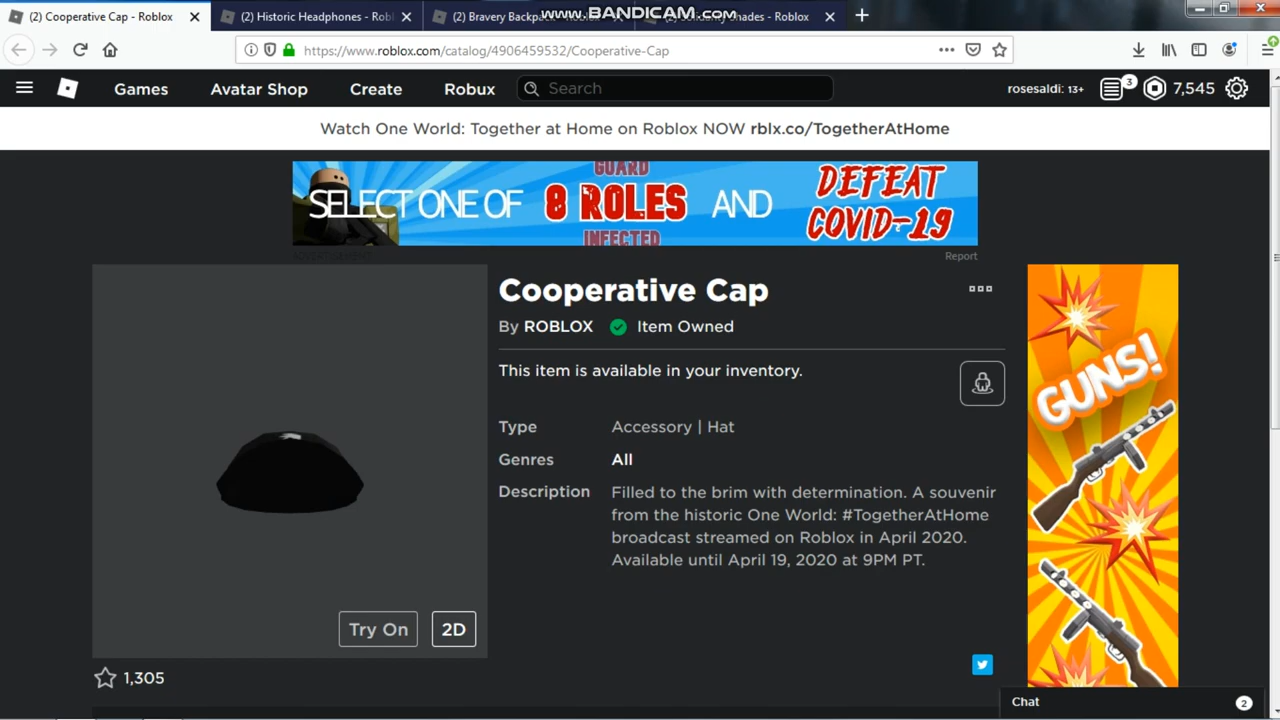 www.BANDICAM.com
(2) Cooperative Cap - Roblox
(2) Historic Headphones - Rob
(2) Bravery Backpac
Shades - Roblox
https://www.roblox.com/catalog/4906459532/Cooperative-Cap
Games
Avatar Shop
Create
Robux
Search
rosesaldi: 13+
3
7,545
Watch One World: Together at Home on Roblox NOW rblx.co/TogetherAtHome
GUARD
SELECT ONE OF 8 ROLES AND
INFECTED
DEFEAT
COVID-19
ADVERTISEMENT
Report
Cooperative Cap
By ROBLOX Item Owned
This item is available in your inventory.
Type Accessory | Hat
Genres All
Description Filled to the brim with determination. A souvenir
from the historic One World: #TogetherAtHome
broadcast streamed on Roblox in April 2020.
Available until April 19, 2020 at 9PM PT.
Try On
2D
1,305
GUNS!
Chat
2